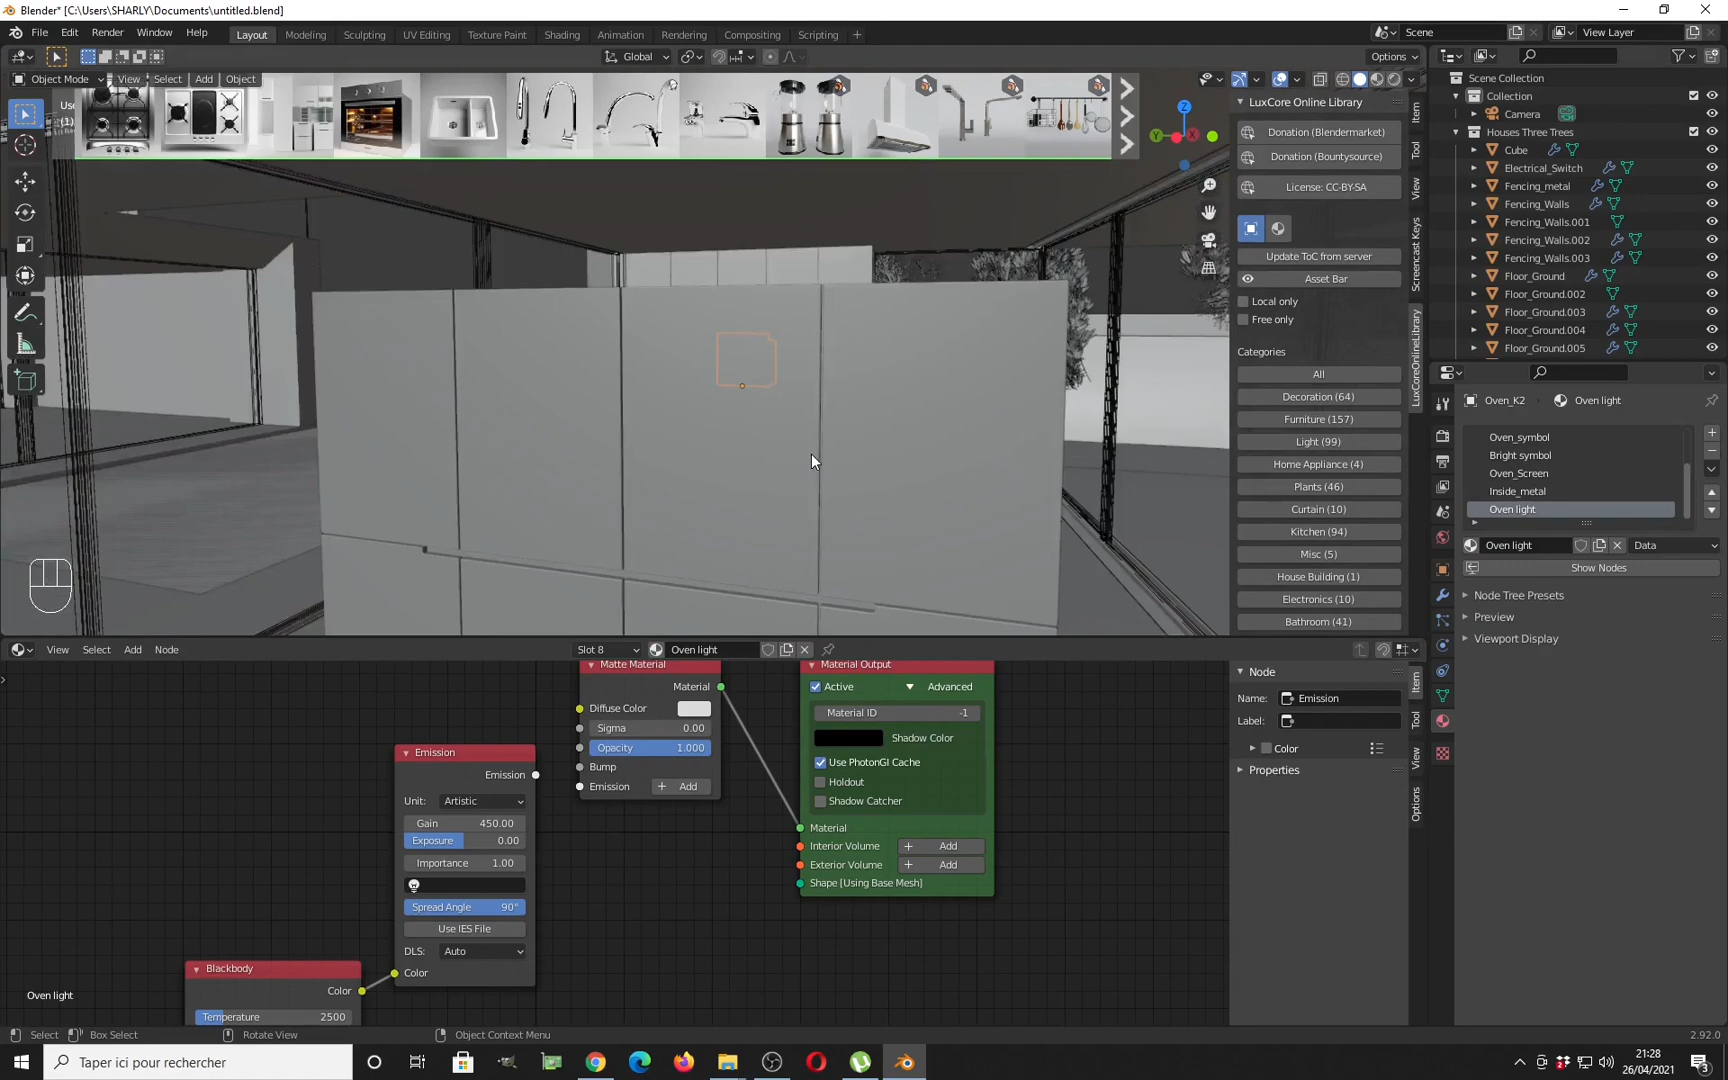 Blender* [C:\Users\SHARLY\Documents\untitled.blend]
File Edit Render Window Help Layout Modeling Sculpting UV Editing Texture Paint Shading Animation Rendering Compositing Scripting Scene View Layer
Global Options
Object Mode View Select Add Object
Use
(1)
Z
Y
X
LuxCore Online Library
Donation (Blendermarket)
Donation (Bountysource)
License: CC-BY-SA
Update ToC from server
Asset Bar
Local only
Free only
Categories
All
Decoration (64)
Furniture (157)
Light (99)
Home Appliance (4)
Plants (46)
Curtain (10)
Kitchen (94)
Misc (5)
House Building (1)
Electronics (10)
Bathroom (41)
Item
Tool
View
Screencast Keys
LuxCoreOnlineLibrary
Scene Collection
Collection
Camera
Houses Three Trees
Cube
Electrical_Switch
Fencing_metal
Fencing_Walls
Fencing_Walls.001
Fencing_Walls.002
Fencing_Walls.003
Floor_Ground
Floor_Ground.002
Floor_Ground.003
Floor_Ground.004
Floor_Ground.005
Oven_K2 Oven light
Oven_symbol
Bright symbol
Oven_Screen
Inside_metal
Oven light
Oven light Data
Show Nodes
Node Tree Presets
Preview
Viewport Display
View Select Add Node Slot 8 Oven light
Matte Material
Material
Diffuse Color
Sigma 0.00
Opacity 1.000
Bump
Emission Add
Material Output
Active Advanced
Material ID -1
Shadow Color
Use PhotonGI Cache
Holdout
Shadow Catcher
Material
Interior Volume Add
Exterior Volume Add
Shape [Using Base Mesh]
Emission
Emission
Unit: Artistic
Gain 450.00
Exposure 0.00
Importance 1.00
Spread Angle 90°
Use IES File
DLS: Auto
Color
Blackbody
Color
Temperature 2500
Oven light
Node
Name: Emission
Label:
Color
Properties
Item
Tool
View
Options
Select Box Select Rotate View Object Context Menu 2.92.0
Taper ici pour rechercher
21:28
26/04/2021
3